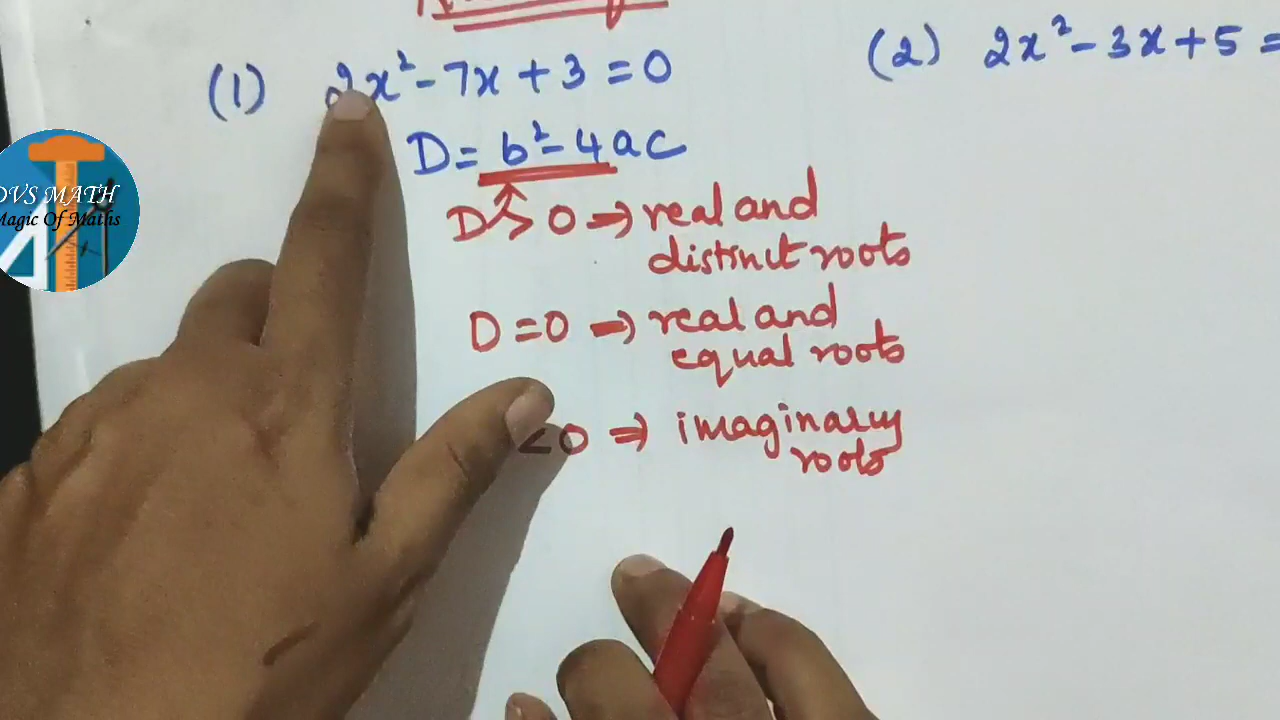 (1) 2x² - 7x + 3 = 0
(2) 2x² - 3x + 5 =
D = b² - 4ac
D > 0 ⇒ real and
distinct roots
D = 0 ⇒ real and
equal roots
<0 ⇒ imaginary
roots
DVS MATH
Magic Of Maths